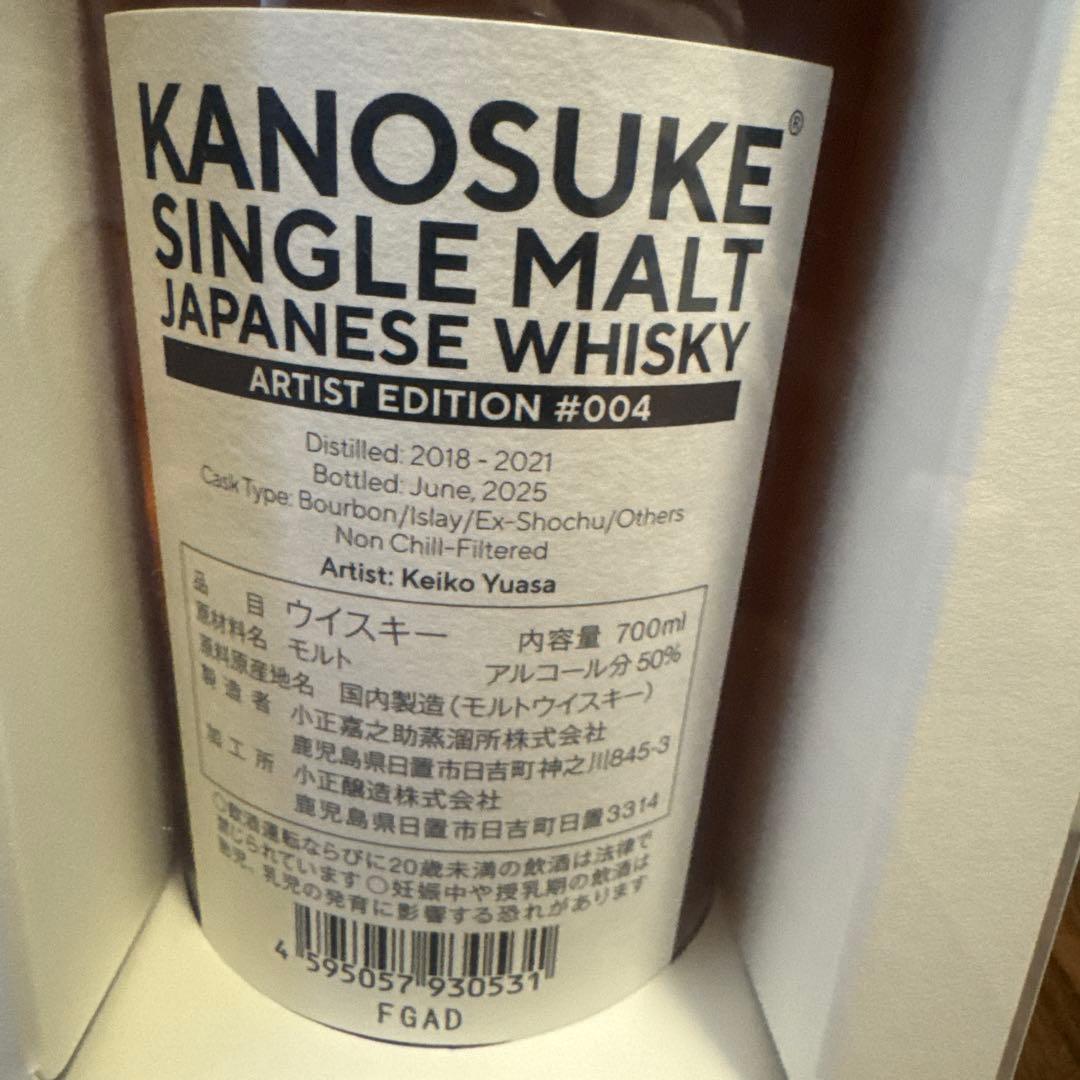 KANOSUKE®
SINGLE MALT
JAPANESE WHISKY
ARTIST EDITION #004
Distilled: 2018 - 2021
Bottled: June, 2025
Cask Type: Bourbon/Islay/Ex-Shochu/Others
Non Chill-Filtered
Artist: Keiko Yuasa
品目 ウイスキー 内容量 700ml
原材料名 モルト アルコール分 50%
原料原産地名 国内製造(モルトウイスキー)
製造者 小正嘉之助蒸溜所株式会社
鹿児島県日置市日吉町神之川845-3
加工所 小正醸造株式会社
鹿児島県日置市日吉町日置3314
○飲酒運転ならびに20歳未満の飲酒は法律で
禁じられています ○妊娠中や授乳期の飲酒は
胎児、乳児の発育に影響する恐れがあります
4 595057 930531
FGAD